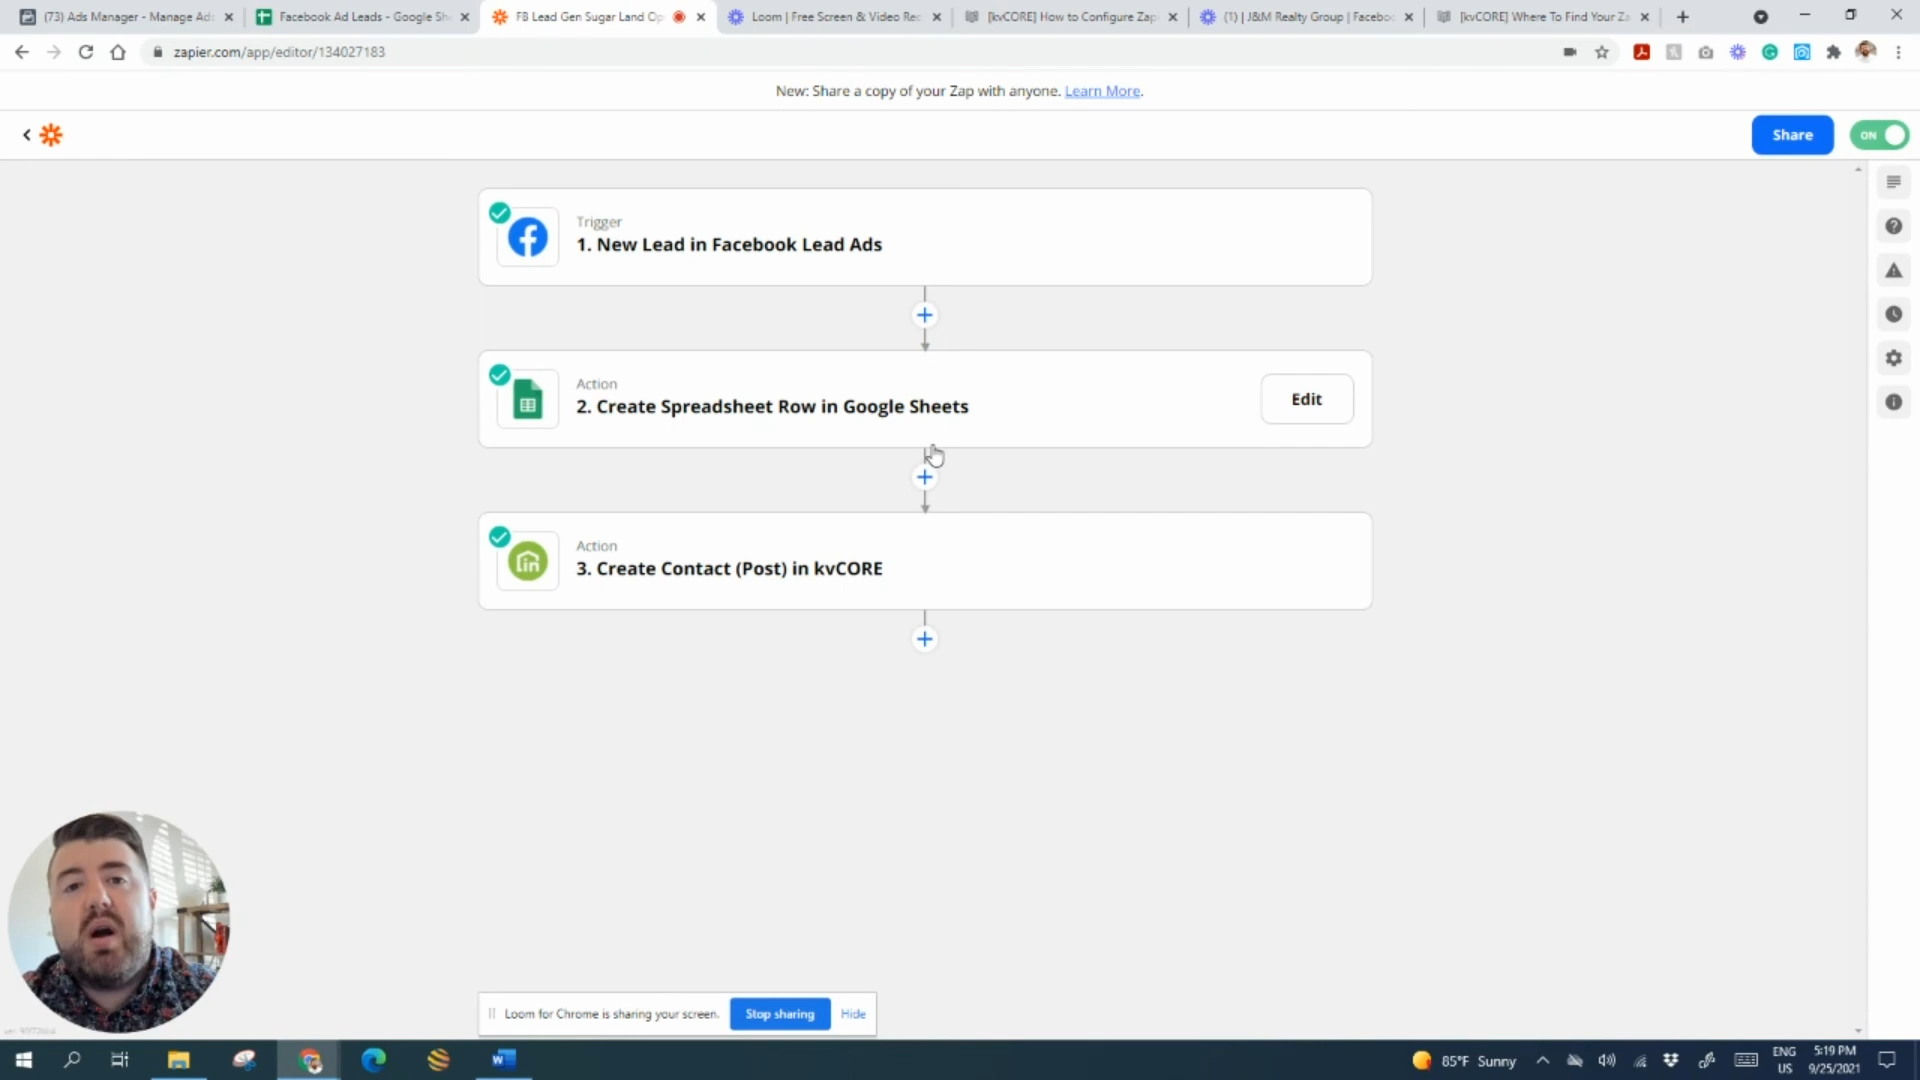 (73) Ads Manager - Manage Ad
Facebook Ad Leads - Google Sh
FB Lead Gen Sugar Land Op
Loom | Free Screen & Video Rec
[kvCORE] How to Configure Zap
(1) | J&M Realty Group | Facebo
[kvCORE] Where To Find Your Za
zapier.com/app/editor/134027183
New: Share a copy of your Zap with anyone. Learn More.
Share
ON
Trigger
1. New Lead in Facebook Lead Ads
Action
2. Create Spreadsheet Row in Google Sheets
Edit
Action
3. Create Contact (Post) in kvCORE
Loom for Chrome is sharing your screen.
Stop sharing
Hide
85°F Sunny
ENG
US
5:19 PM
9/25/2021